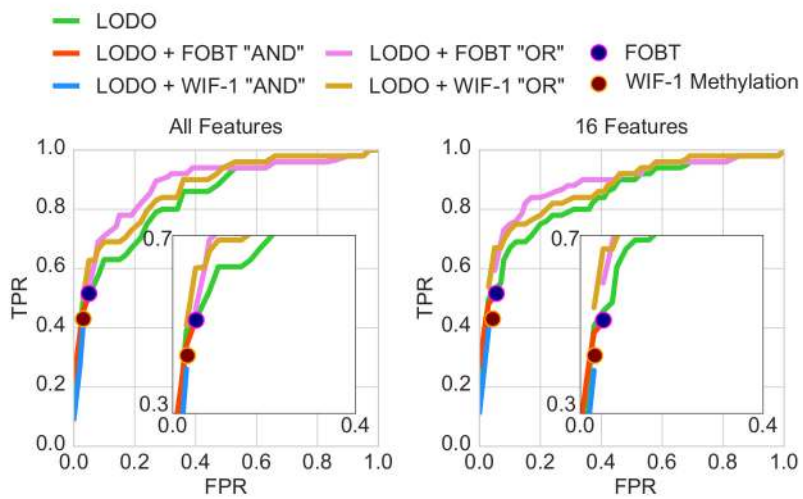 LODO
LODO + FOBT "AND" LODO + FOBT "OR" FOBT
LODO + WIF-1 "AND" LODO + WIF-1 "OR" WIF-1 Methylation
All Features 16 Features
1.0 1.0
0.8 0.8
0.7 0.7
0.6 0.6
TPR TPR
0.4 0.4
0.2 0.2
0.3 0.3
0.0 0.4 0.0 0.4
0.0 0.0
0.0 0.2 0.4 0.6 0.8 1.0 0.0 0.2 0.4 0.6 0.8 1.0
FPR FPR